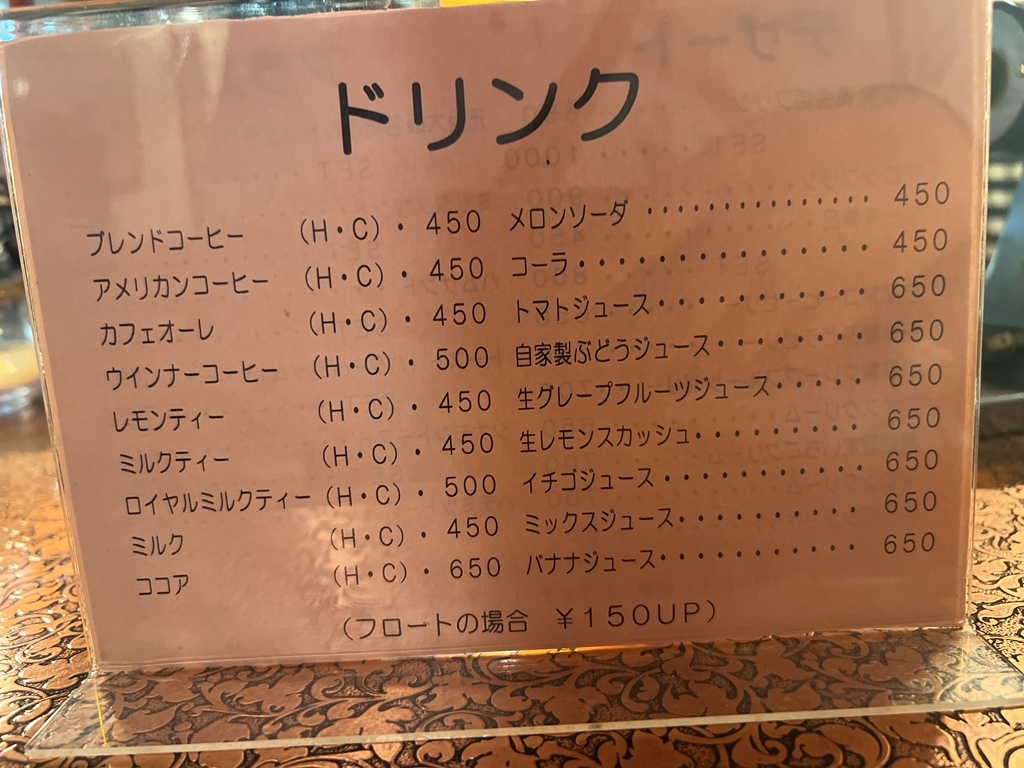 ドリンク
ブレンドコーヒー (H・C)・ 450
アメリカンコーヒー (H・C)・ 450
カフェオーレ (H・C)・ 450
ウインナーコーヒー (H・C)・ 500
レモンティー (H・C)・ 450
ミルクティー (H・C)・ 450
ロイヤルミルクティー (H・C)・ 500
ミルク (H・C)・ 450
ココア (H・C)・ 650
メロンソーダ ・・・・・・・・・・・・・・・ 450
コーラ・・・・・・・・・・・・・・・・・・ 450
トマトジュース・・・・・・・・・・・・・ 650
自家製ぶどうジュース・・・・・・・・ 650
生グレープフルーツジュース・・・・・ 650
生レモンスカッシュ・・・・・・・・・ 650
イチゴジュース・・・・・・・・・・・・ 650
ミックスジュース・・・・・・・・・・・ 650
バナナジュース・・・・・・・・・・・・ 650
(フロートの場合 ¥150UP)